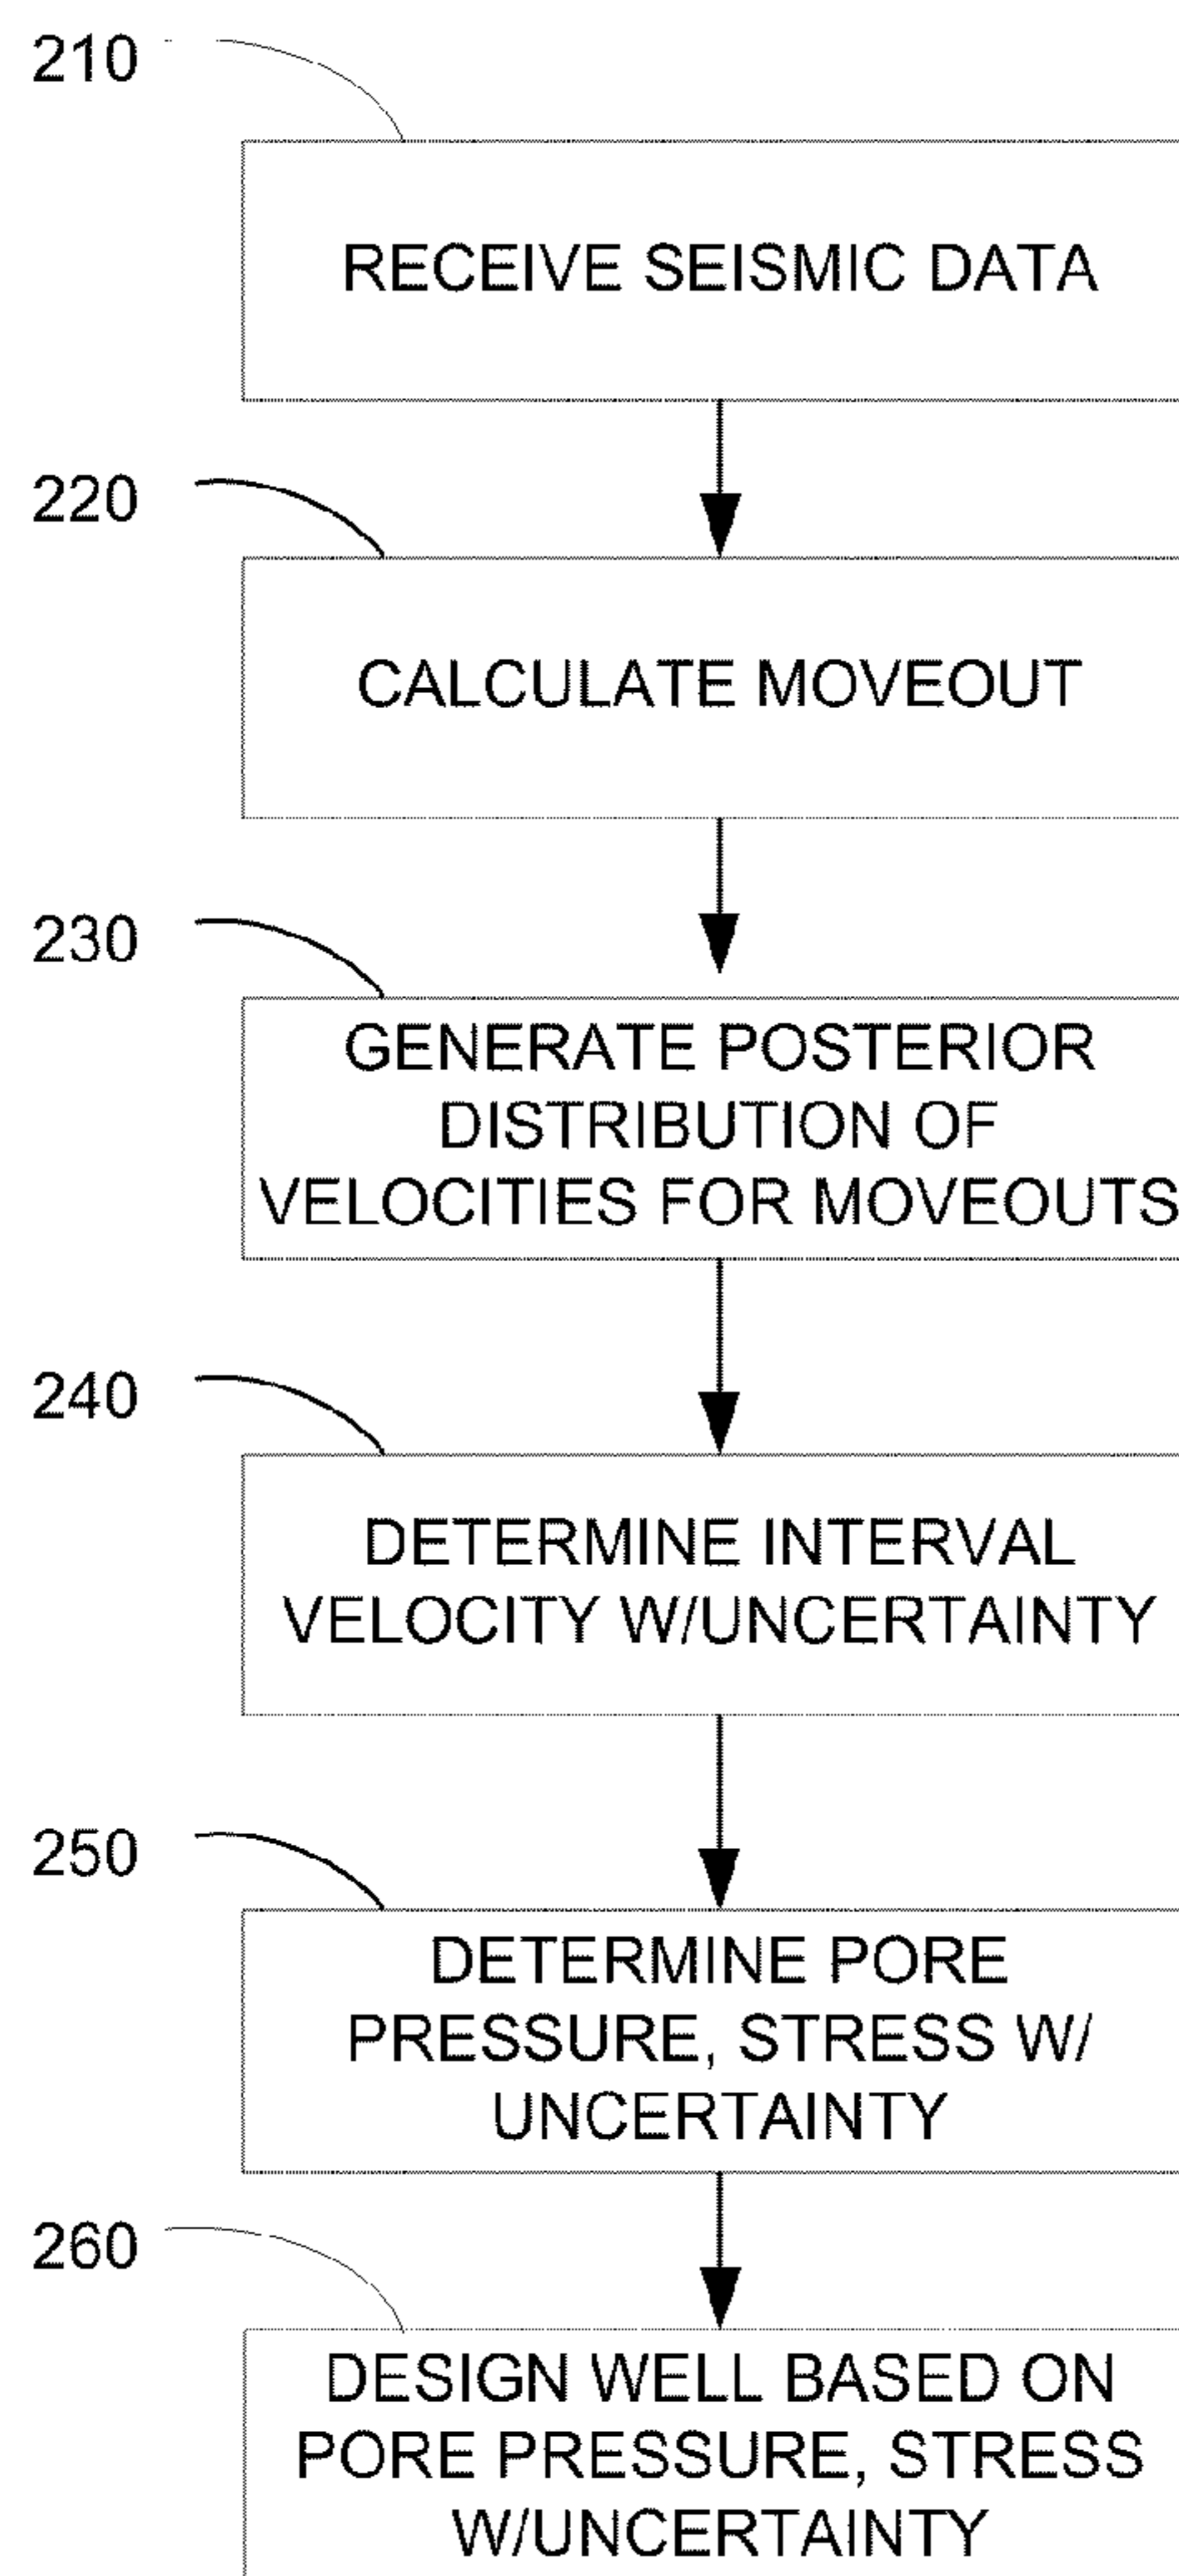 210
RECEIVE SEISMIC DATA
220
CALCULATE MOVEOUT
230
GENERATE POSTERIOR
DISTRIBUTION OF
VELOCITIES FOR MOVEOUTS
240
DETERMINE INTERVAL
VELOCITY W/UNCERTAINTY
250
DETERMINE PORE
PRESSURE, STRESS W/
UNCERTAINTY
260
DESIGN WELL BASED ON
PORE PRESSURE, STRESS
W/UNCERTAINTY